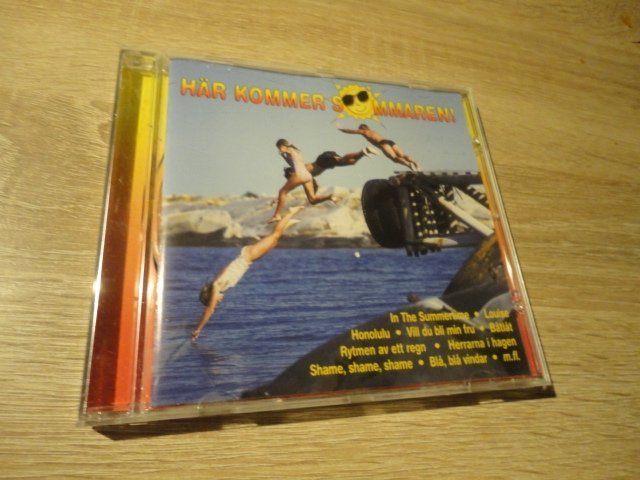 HÄR KOMMER SOMMAREN!
In The Summertime • Louise
Honolulu • Vill du bli min fru • Båtlåt
Rytmen av ett regn • Herrarna i hagen
Shame, shame, shame • Blå, blå vindar • m.fl.